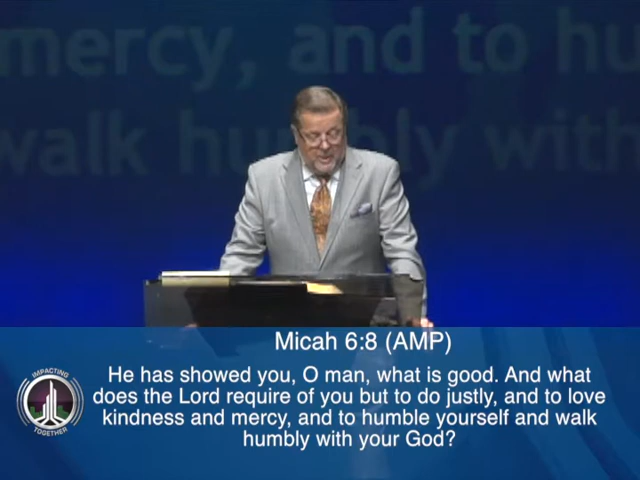 mercy, and to hu
walk humbly with
Micah 6:8 (AMP)
He has showed you, O man, what is good. And what
does the Lord require of you but to do justly, and to love
kindness and mercy, and to humble yourself and walk
humbly with your God?
IMPACTING
TOGETHER